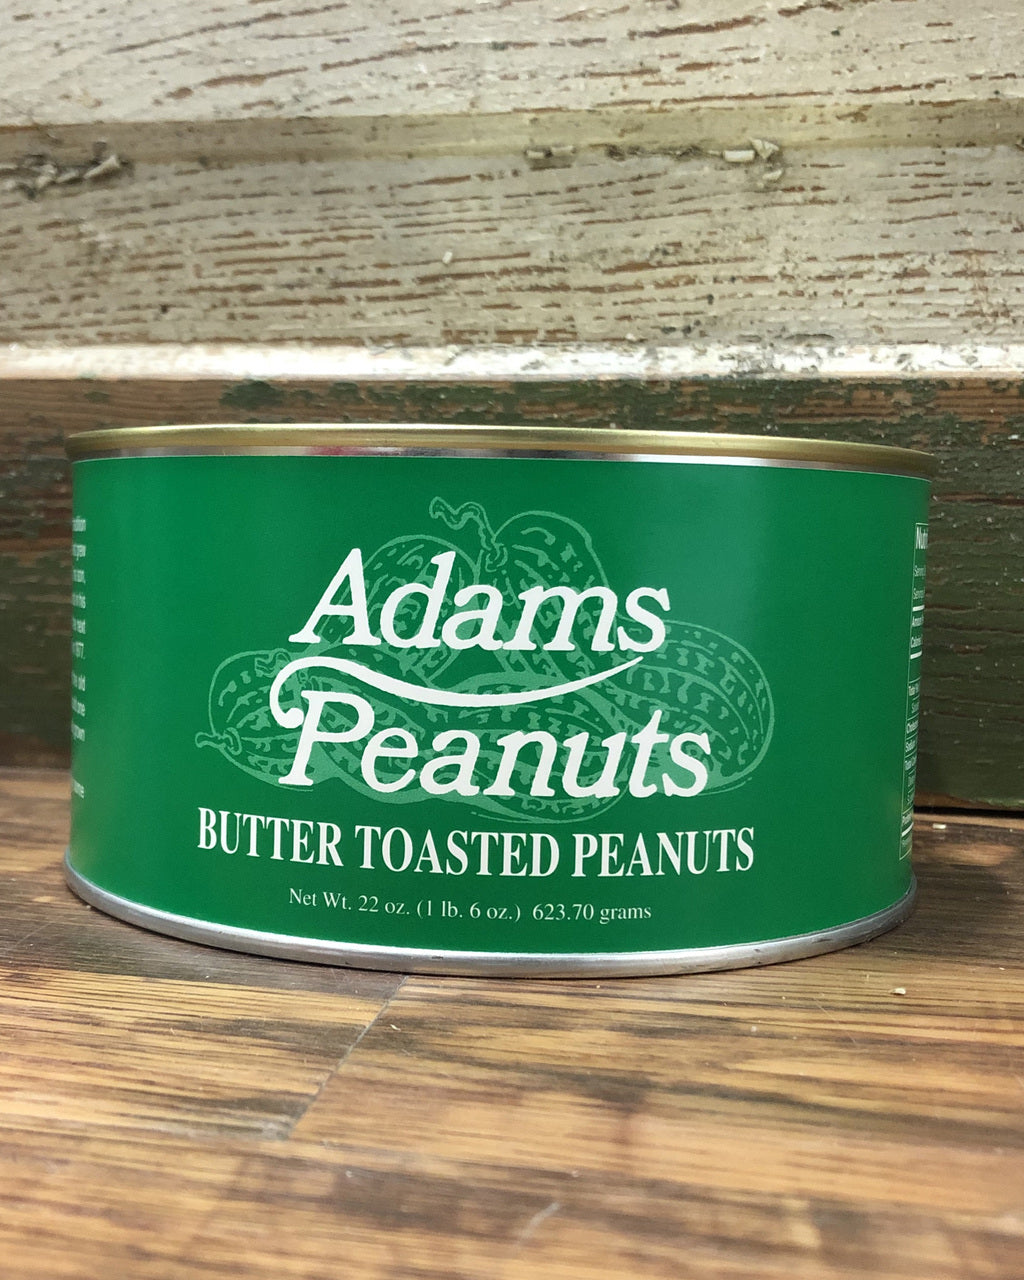 Adams
Peanuts
BUTTER TOASTED PEANUTS
Net Wt. 22 oz. (1 lb. 6 oz.) 623.70 grams